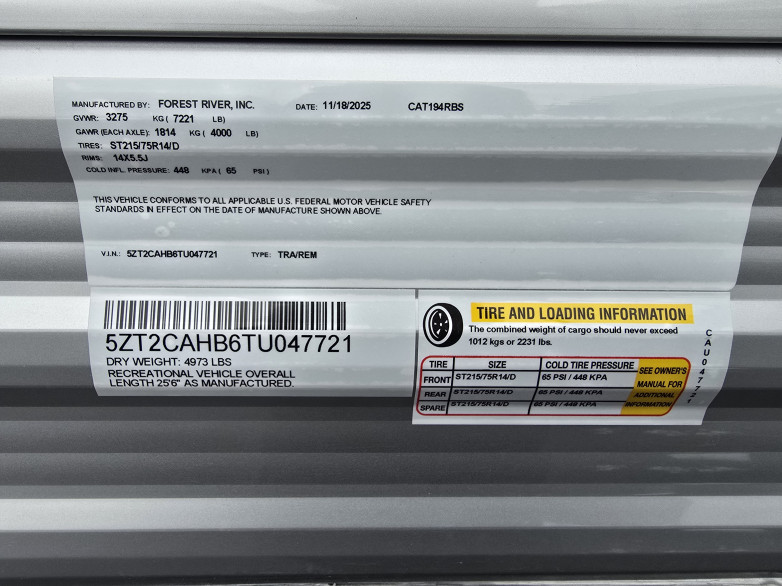 MANUFACTURED BY: FOREST RIVER, INC. DATE: 11/18/2025 CAT194RBS
GVWR: 3275 KG ( 7221 LB)
GAWR (EACH AXLE): 1814 KG ( 4000 LB)
TIRES: ST215/75R14/D
RIMS: 14X5.5J
COLD INFL. PRESSURE: 448 KPA ( 65 PSI )
THIS VEHICLE CONFORMS TO ALL APPLICABLE U.S. FEDERAL MOTOR VEHICLE SAFETY
STANDARDS IN EFFECT ON THE DATE OF MANUFACTURE SHOWN ABOVE.
V.I.N.: 5ZT2CAHB6TU047721 TYPE: TRA/REM
5ZT2CAHB6TU047721
DRY WEIGHT: 4973 LBS
RECREATIONAL VEHICLE OVERALL
LENGTH 25'6" AS MANUFACTURED.
TIRE AND LOADING INFORMATION
The combined weight of cargo should never exceed
1012 kgs or 2231 lbs.
TIRE SIZE COLD TIRE PRESSURE
FRONT ST215/75R14/D 65 PSI / 448 KPA
REAR ST215/75R14/D 65 PSI / 448 KPA
SPARE ST215/75R14/D 65 PSI / 448 KPA
SEE OWNER'S
MANUAL FOR
ADDITIONAL
INFORMATION
CAU047721